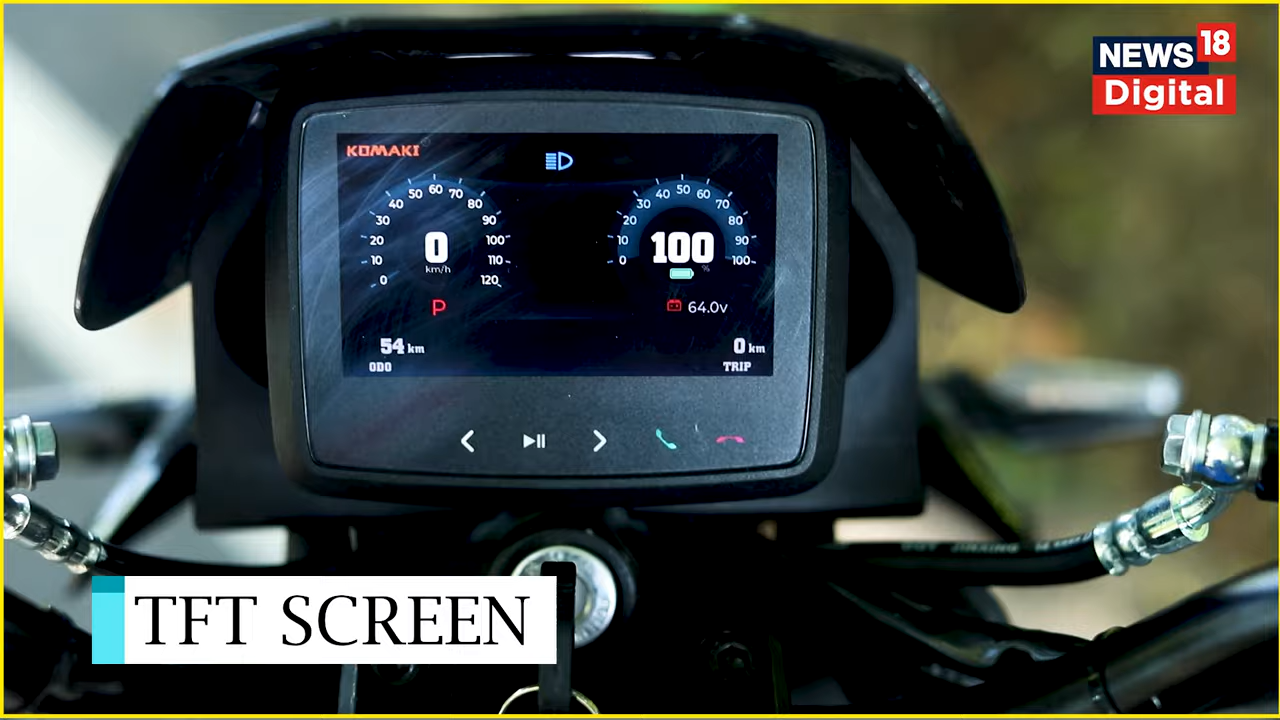 NEWS 18
Digital
KOMAKI
0 10 20 30 40 50 60 70 80 90 100 110 120
0
km/h
P
54 km
ODO
0 10 20 30 40 50 60 70 80 90 100
100
%
64.0v
0 km
TRIP
TFT SCREEN